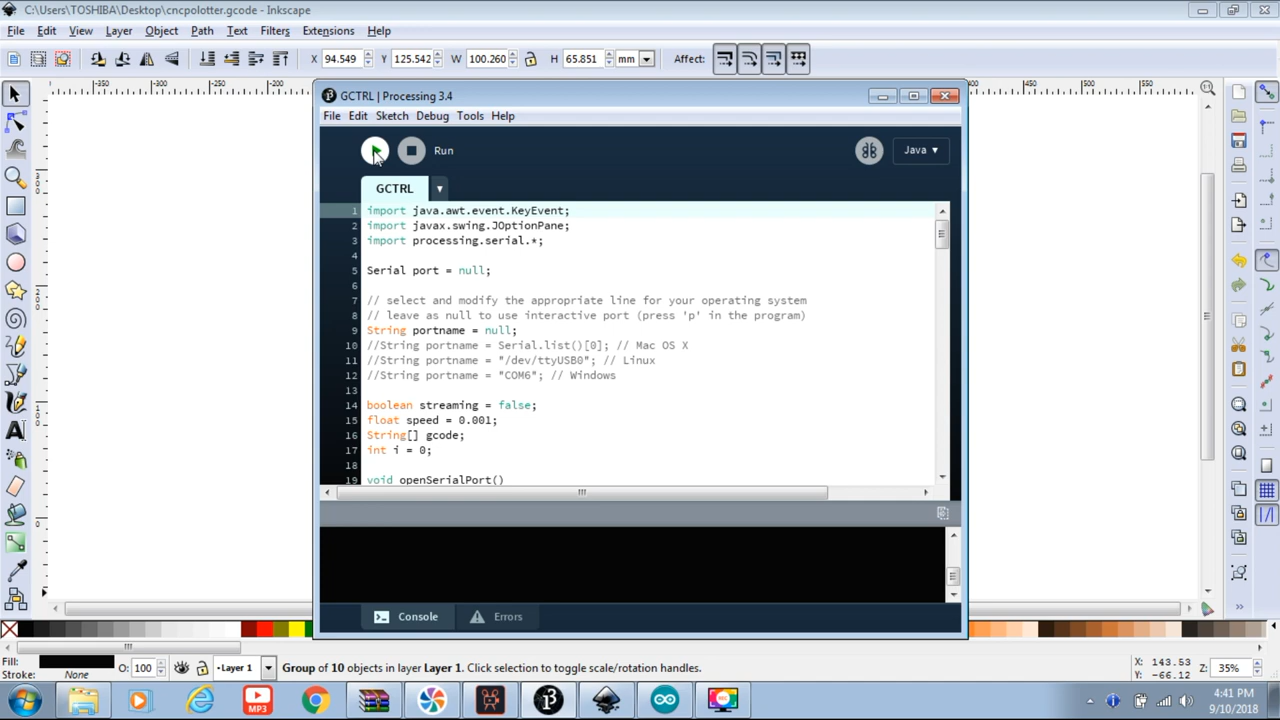 C:\Users\TOSHIBA\Desktop\cncpolotter.gcode - Inkscape
File Edit View Layer Object Path Text Filters Extensions Help
X 94.549 Y 125.542 W 100.260 H 65.851 mm Affect:
-350 -300 -250
GCTRL | Processing 3.4
File Edit Sketch Debug Tools Help
Run
Java ▾
GCTRL
1 import java.awt.event.KeyEvent;
2 import javax.swing.JOptionPane;
3 import processing.serial.*;
4
5 Serial port = null;
6
7 // select and modify the appropriate line for your operating system
8 // leave as null to use interactive port (press 'p' in the program)
9 String portname = null;
10 //String portname = Serial.list()[0]; // Mac OS X
11 //String portname = "/dev/ttyUSB0"; // Linux
12 //String portname = "COM6"; // Windows
13
14 boolean streaming = false;
15 float speed = 0.001;
16 String[] gcode;
17 int i = 0;
18
19 void openSerialPort()
Console Errors
Fill:
Stroke: None
O: 100
Layer 1
Group of 10 objects in layer Layer 1. Click selection to toggle scale/rotation handles.
X: 143.53
Y: -66.12
Z: 35%
MP3
4:41 PM
9/10/2018